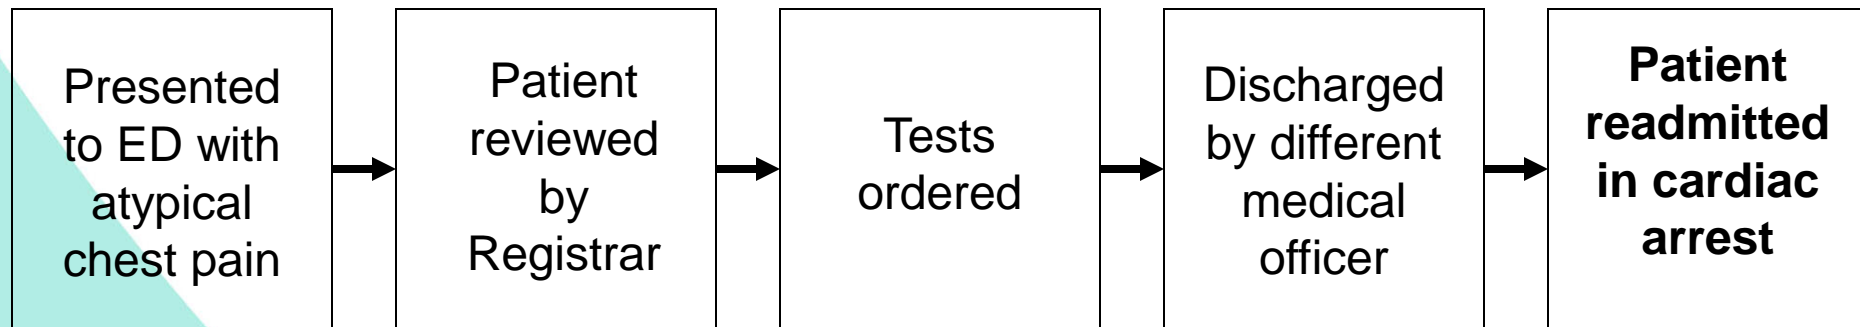 Presented
to ED with
atypical
chest pain
Patient
reviewed
by
Registrar
Tests
ordered
Discharged
by different
medical
officer
Patient
readmitted
in cardiac
arrest